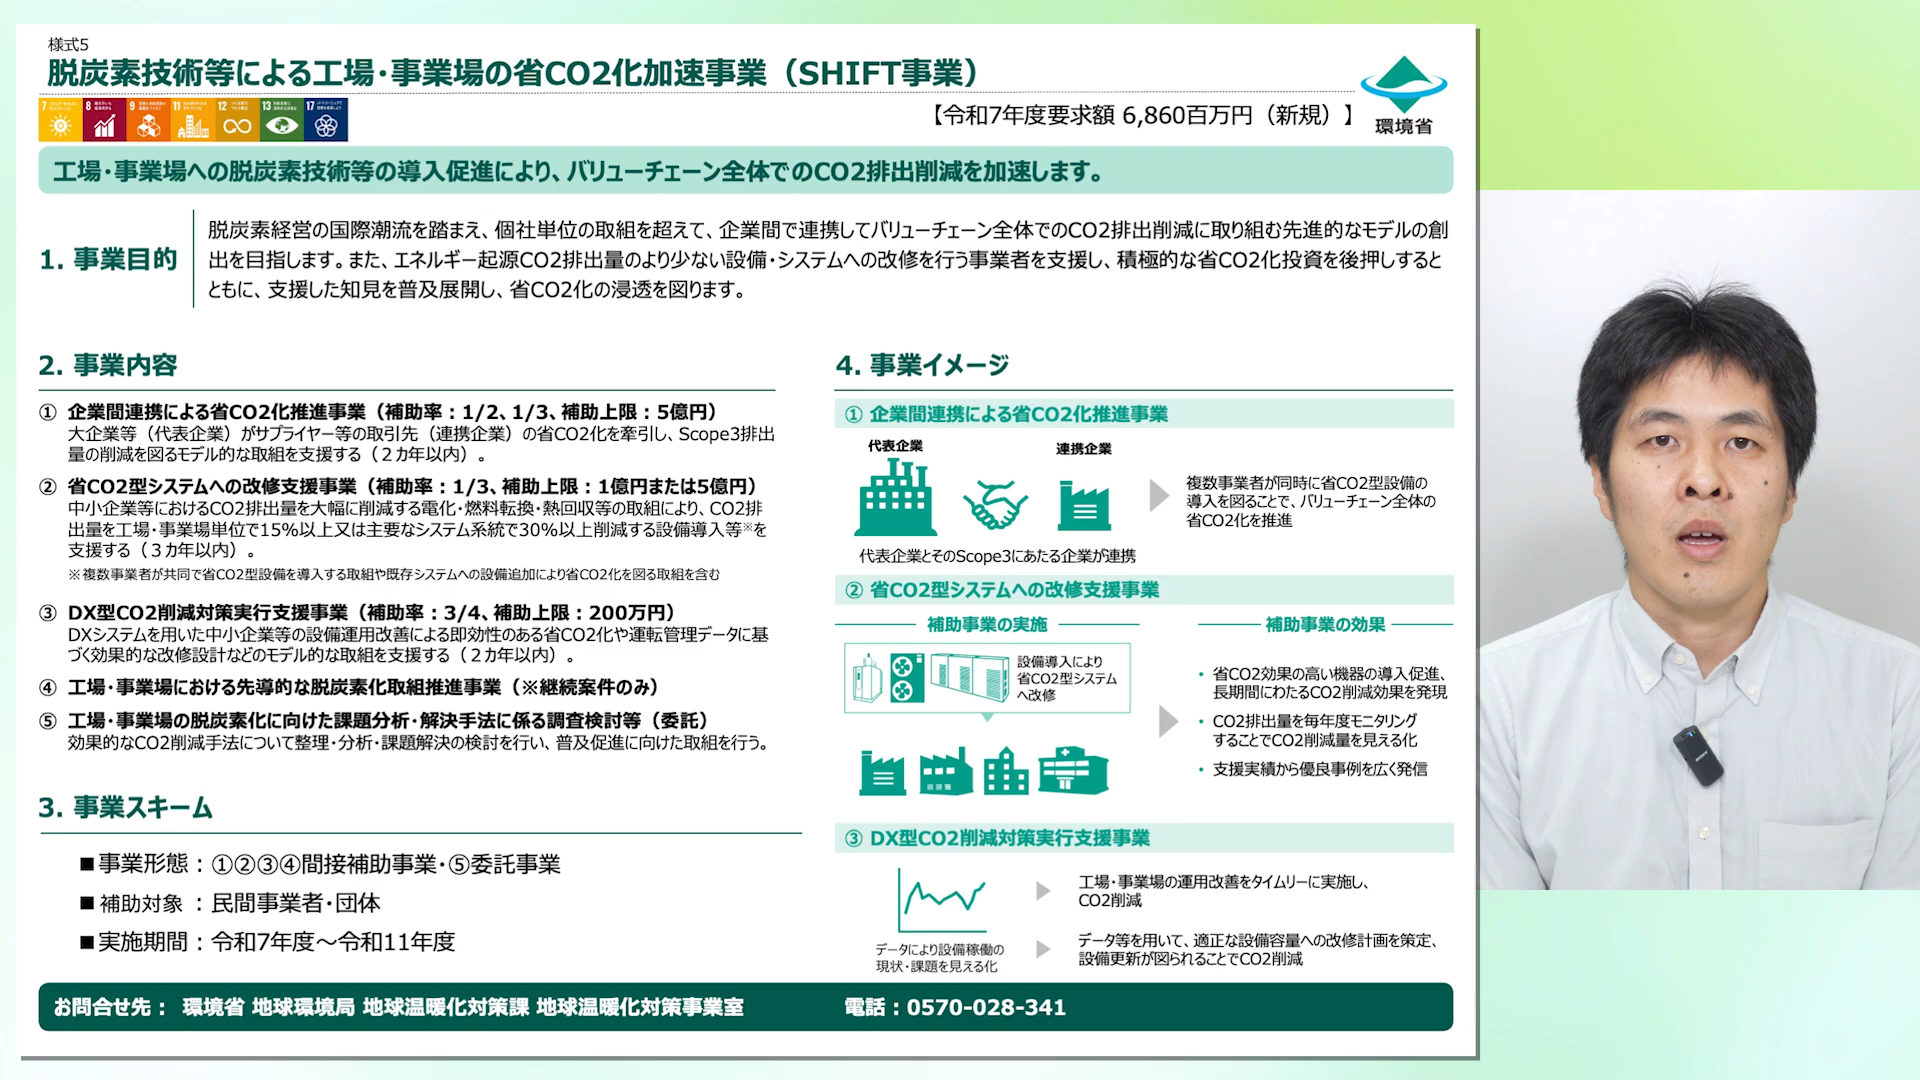 様式5
脱炭素技術等による工場・事業場の省CO2化加速事業（SHIFT事業）
7
8
9
11
12
13
17
【令和7年度要求額 6,860百万円（新規）】
環境省
工場・事業場への脱炭素技術等の導入促進により、バリューチェーン全体でのCO2排出削減を加速します。
1. 事業目的
脱炭素経営の国際潮流を踏まえ、個社単位の取組を超えて、企業間で連携してバリューチェーン全体でのCO2排出削減に取り組む先進的なモデルの創
出を目指します。また、エネルギー起源CO2排出量のより少ない設備・システムへの改修を行う事業者を支援し、積極的な省CO2化投資を後押しすると
ともに、支援した知見を普及展開し、省CO2化の浸透を図ります。
2. 事業内容
① 企業間連携による省CO2化推進事業（補助率：1/2、1/3、補助上限：5億円）
大企業等（代表企業）がサプライヤー等の取引先（連携企業）の省CO2化を牽引し、Scope3排出
量の削減を図るモデル的な取組を支援する（２カ年以内）。
② 省CO2型システムへの改修支援事業（補助率：1/3、補助上限：1億円または5億円）
中小企業等におけるCO2排出量を大幅に削減する電化・燃料転換・熱回収等の取組により、CO2排
出量を工場・事業場単位で15%以上又は主要なシステム系統で30%以上削減する設備導入等※を
支援する（３カ年以内）。
※複数事業者が共同で省CO2型設備を導入する取組や既存システムへの設備追加により省CO2化を図る取組を含む
③ DX型CO2削減対策実行支援事業（補助率：3/4、補助上限：200万円）
DXシステムを用いた中小企業等の設備運用改善による即効性のある省CO2化や運転管理データに基
づく効果的な改修設計などのモデル的な取組を支援する（２カ年以内）。
④ 工場・事業場における先導的な脱炭素化取組推進事業（※継続案件のみ）
⑤ 工場・事業場の脱炭素化に向けた課題分析・解決手法に係る調査検討等（委託）
効果的なCO2削減手法について整理・分析・課題解決の検討を行い、普及促進に向けた取組を行う。
3. 事業スキーム
■事業形態：①②③④間接補助事業・⑤委託事業
■補助対象 ：民間事業者・団体
■実施期間：令和7年度～令和11年度
4. 事業イメージ
① 企業間連携による省CO2化推進事業
代表企業
連携企業
複数事業者が同時に省CO2型設備の
導入を図ることで、バリューチェーン全体の
省CO2化を推進
代表企業とそのScope3にあたる企業が連携
② 省CO2型システムへの改修支援事業
補助事業の実施
補助事業の効果
設備導入により
省CO2型システム
へ改修
• 省CO2効果の高い機器の導入促進、
長期間にわたるCO2削減効果を発現
• CO2排出量を毎年度モニタリング
することでCO2削減量を見える化
• 支援実績から優良事例を広く発信
③ DX型CO2削減対策実行支援事業
工場・事業場の運用改善をタイムリーに実施し、
CO2削減
データにより設備稼働の
現状・課題を見える化
データ等を用いて、適正な設備容量への改修計画を策定、
設備更新が図られることでCO2削減
お問合せ先： 環境省 地球環境局 地球温暖化対策課 地球温暖化対策事業室 電話：0570-028-341
SONY